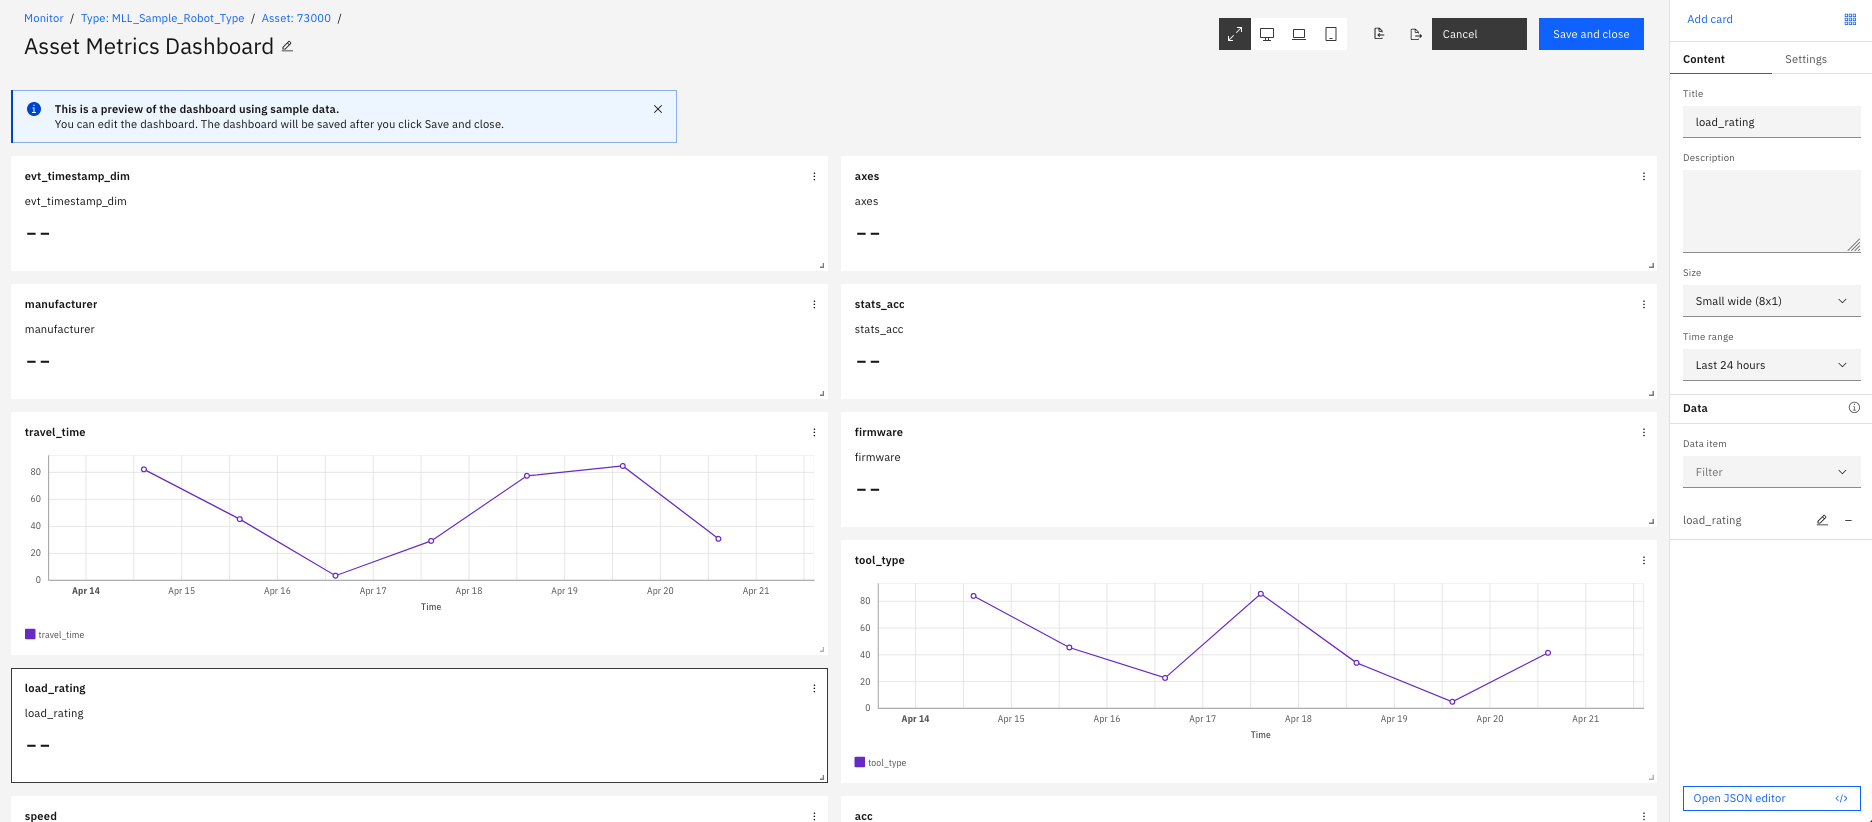 Monitor / Type: MLL_Sample_Robot_Type / Asset: 73000 /
Asset Metrics Dashboard
Cancel
Save and close
This is a preview of the dashboard using sample data.
You can edit the dashboard. The dashboard will be saved after you click Save and close.
evt_timestamp_dim
evt_timestamp_dim
--
axes
axes
--
manufacturer
manufacturer
--
stats_acc
stats_acc
--
travel_time
80
60
40
20
0
Apr 14 Apr 15 Apr 16 Apr 17 Apr 18 Apr 19 Apr 20 Apr 21
Time
travel_time
firmware
firmware
--
tool_type
80
60
40
20
0
Apr 14 Apr 15 Apr 16 Apr 17 Apr 18 Apr 19 Apr 20 Apr 21
Time
tool_type
load_rating
load_rating
--
speed
acc
Add card
Content Settings
Title
load_rating
Description
Size
Small wide (8x1)
Time range
Last 24 hours
Data
Data item
Filter
load_rating
Open JSON editor </>